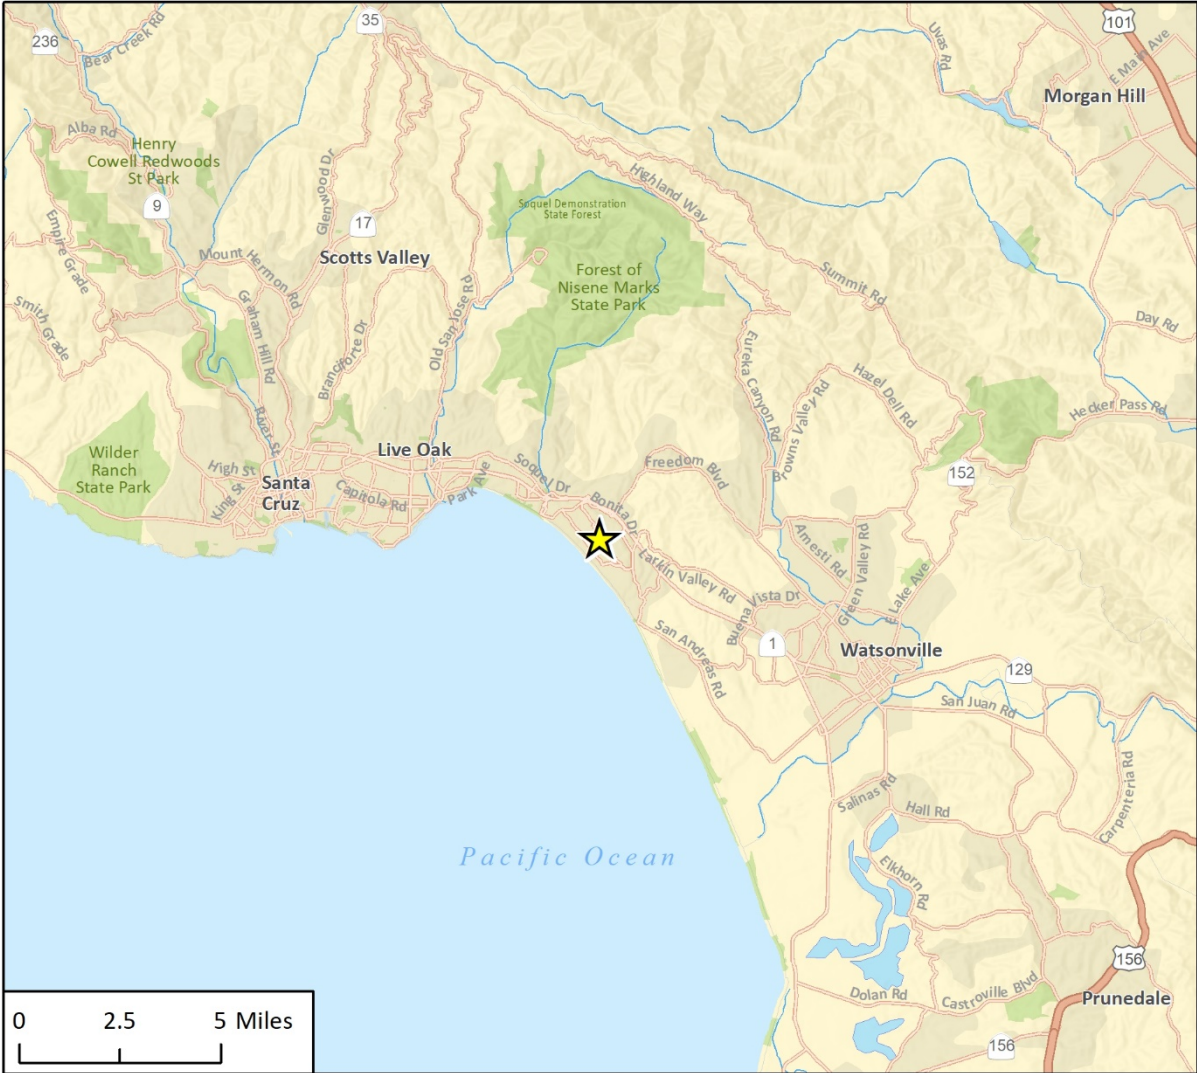 35
101
236
Bear Creek Rd
Uvas Rd
E Main Ave
Morgan Hill
Alba Rd
Henry
Cowell Redwoods
St Park
9
Glenwood Dr
17
Highland Way
Soquel Demonstration
State Forest
Empire Grade
Mount Hermon Rd
Scotts Valley
Forest of
Nisene Marks
State Park
Summit Rd
Smith Grade
Graham Hill Rd
Branciforte Dr
Old San Jose Rd
Day Rd
Eureka Canyon Rd
Browns Valley Rd
Hazel Dell Rd
Hecker Pass Rd
River St
Live Oak
Wilder
Ranch
State Park
High St
King St
Santa
Cruz
Capitola Rd
Park Ave
Soquel Dr
Bonita Dr
Freedom Blvd
152
Amesti Rd
Green Valley Rd
E Lake Ave
Larkin Valley Rd
Buena Vista Dr
San Andreas Rd
1
Watsonville
129
San Juan Rd
Carpenteria Rd
Salinas Rd
Hall Rd
Elkhorn Rd
Pacific Ocean
156
Dolan Rd
Castroville Blvd
Prunedale
156
0 2.5 5 Miles